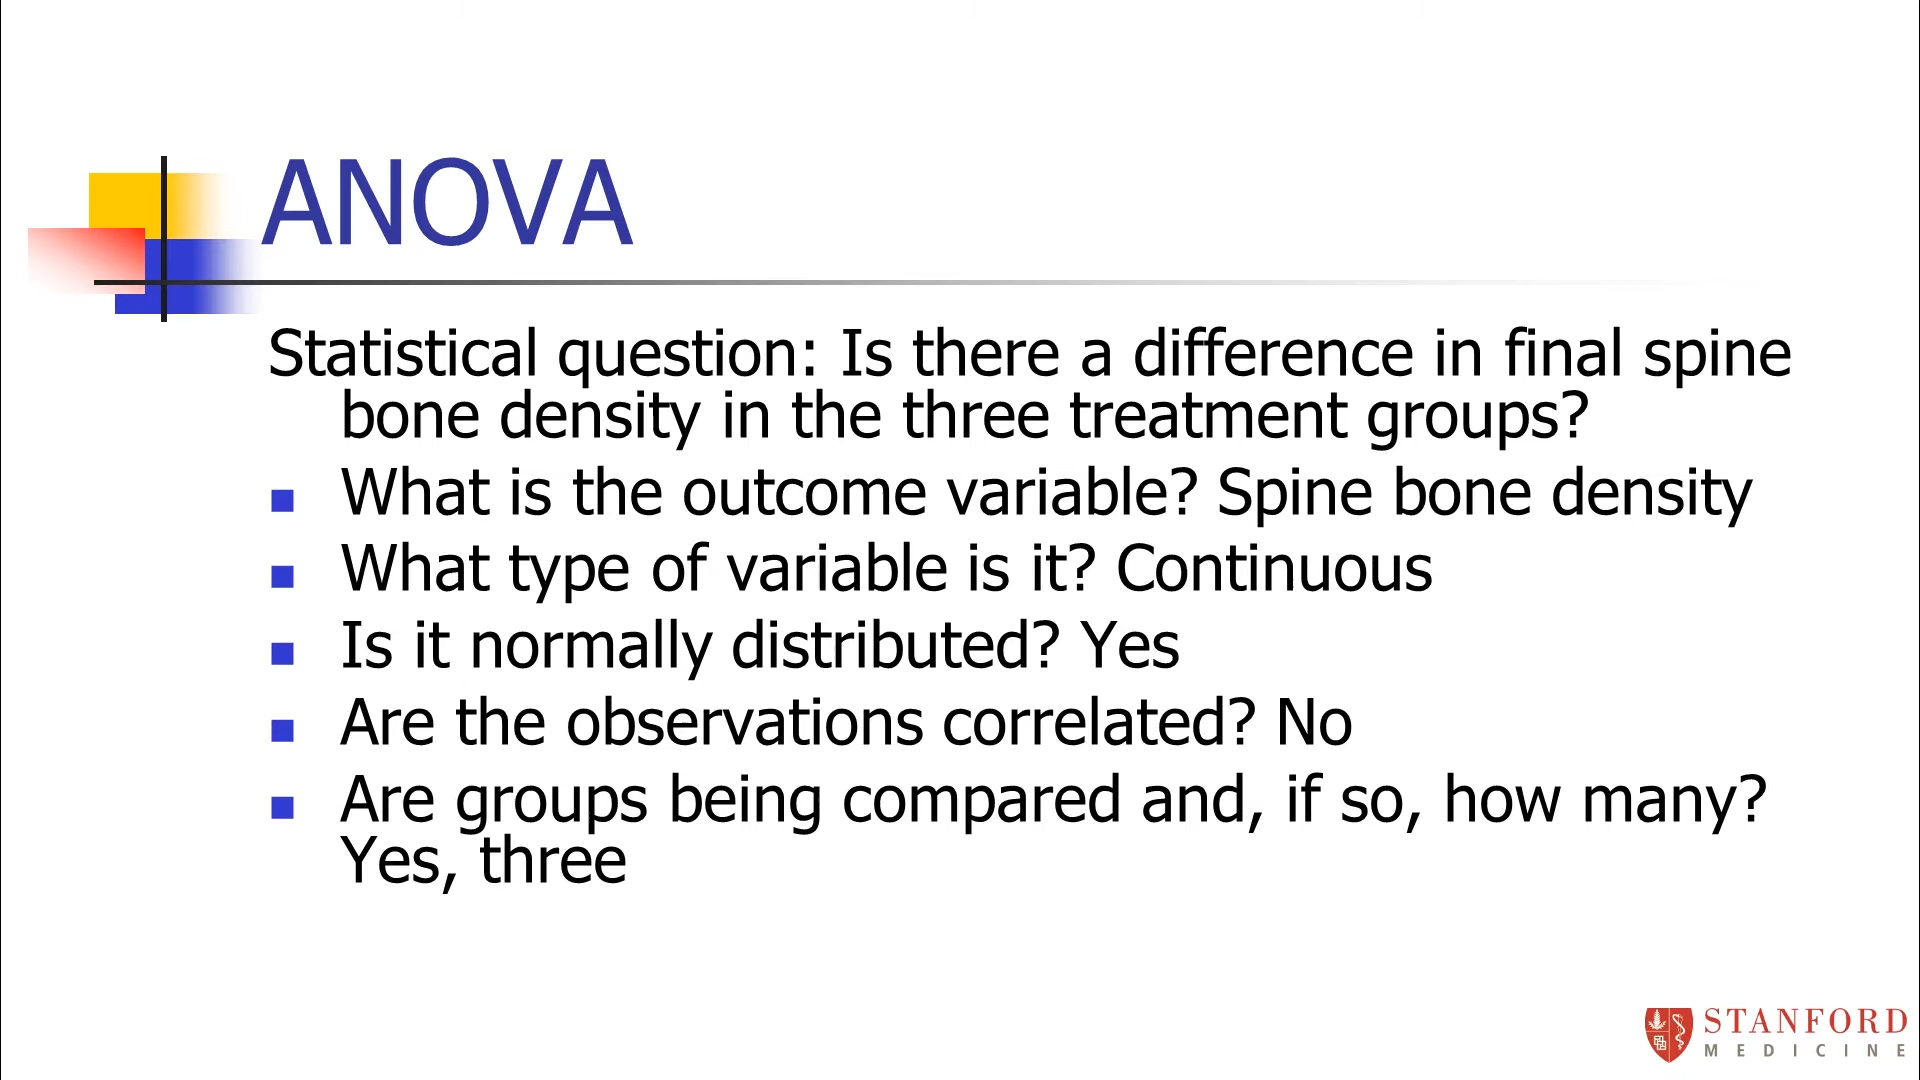 ANOVA
Statistical question: Is there a difference in final spine
bone density in the three treatment groups?
What is the outcome variable? Spine bone density
What type of variable is it? Continuous
Is it normally distributed? Yes
Are the observations correlated? No
Are groups being compared and, if so, how many?
Yes, three
STANFORD
MEDICINE